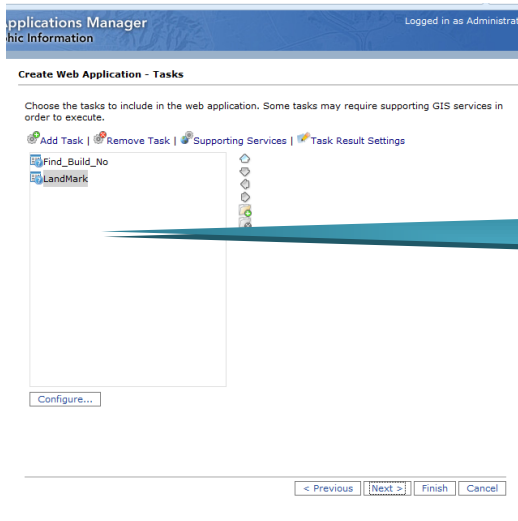 pplications Manager
Logged in as Administrat
hic Information
Create Web Application - Tasks
Choose the tasks to include in the web application. Some tasks may require supporting GIS services in
order to execute.
Add Task | Remove Task | Supporting Services | Task Result Settings
Find_Build_No
LandMark
Configure...
< Previous Next > Finish Cancel